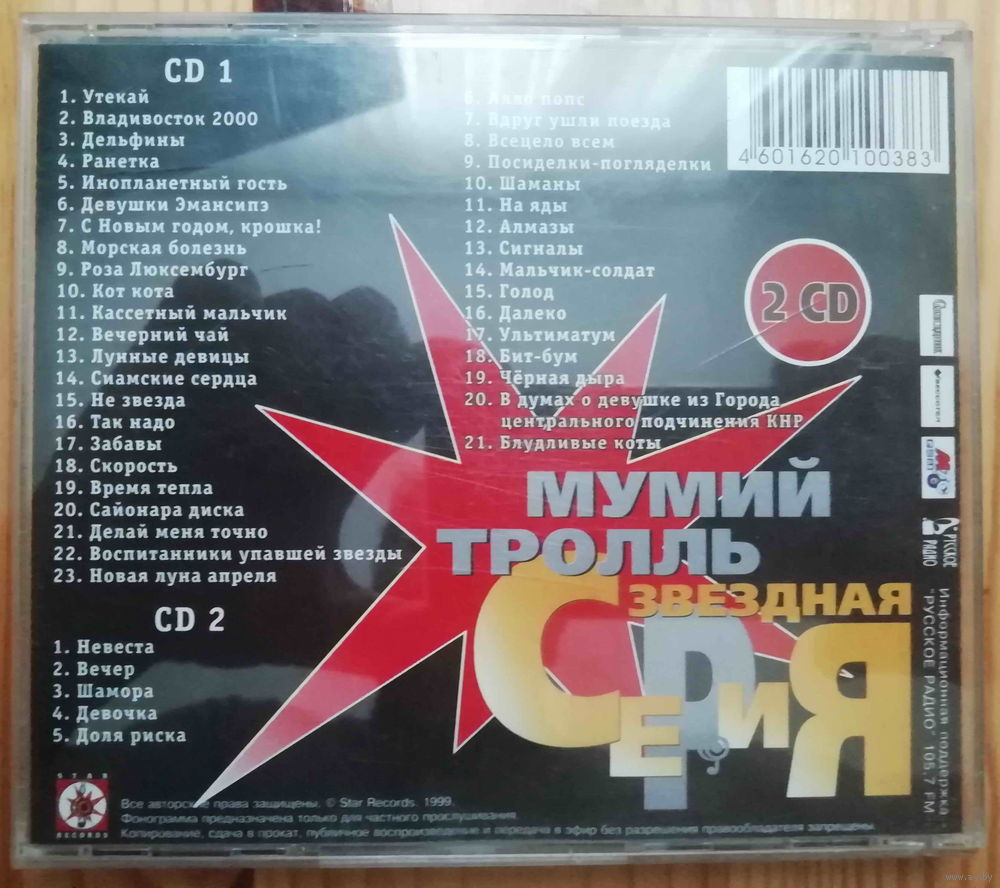 CD 1
1. Утекай
2. Владивосток 2000
3. Дельфины
4. Ранетка
5. Инопланетный гость
6. Девушки Эмансипэ
7. С Новым годом, крошка!
8. Морская болезнь
9. Роза Люксембург
10. Кот кота
11. Кассетный мальчик
12. Вечерний чай
13. Лунные девицы
14. Сиамские сердца
15. Не звезда
16. Так надо
17. Забавы
18. Скорость
19. Время тепла
20. Сайонара диска
21. Делай меня точно
22. Воспитанники упавшей звезды
23. Новая луна апреля
CD 2
1. Невеста
2. Вечер
3. Шамора
4. Девочка
5. Доля риска
6. Алло попс
7. Вдруг ушли поезда
8. Всецело всем
9. Посиделки-погляделки
10. Шаманы
11. На яды
12. Алмазы
13. Сигналы
14. Мальчик-солдат
15. Голод
16. Далеко
17. Ультиматум
18. Бит-бум
19. Чёрная дыра
20. В думах о девушке из Города
центрального подчинения КНР
21. Блудливые коты
4 601620 100383
2 CD
МУМИЙ
ТРОЛЛЬ
ЗВЕЗДНАЯ
СЕРИЯ
РУССКОЕ
РАДИО
Информационная поддержка
"РУССКОЕ РАДИО" 105,7 FM
STAR
RECORDS
Все авторские права защищены. © Star Records. 1999.
Фонограмма предназначена только для частного прослушивания.
Копирование, сдача в прокат, публичное воспроизведение и передача в эфир без разрешения правообладателя запрещены.